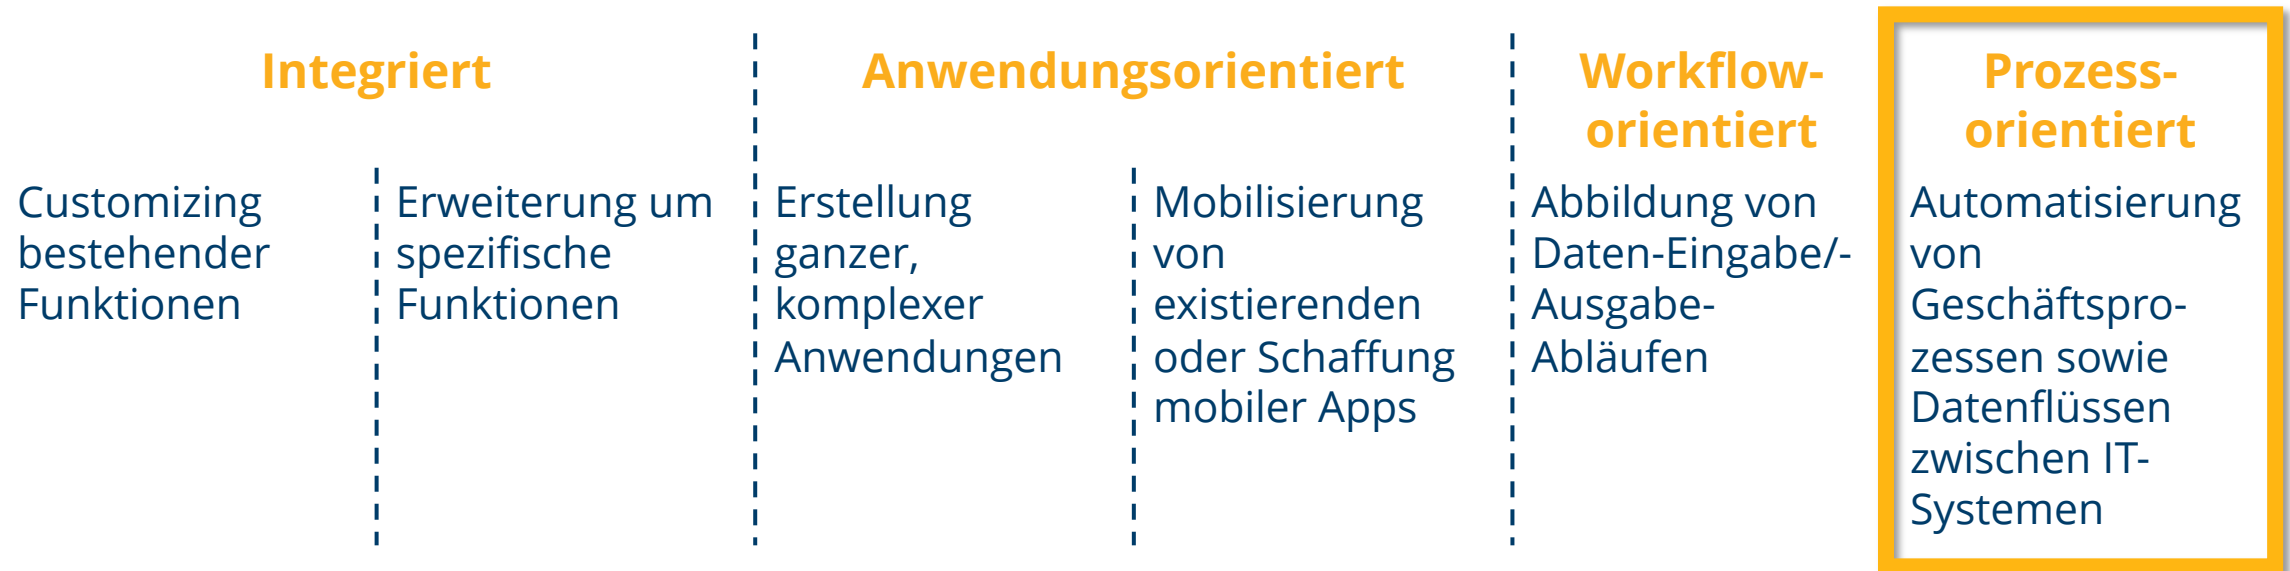 Integriert
Customizing
bestehender
Funktionen
Erweiterung um
spezifische
Funktionen
Anwendungsorientiert
Erstellung
ganzer,
komplexer
Anwendungen
Mobilisierung
von
existierenden
oder Schaffung
mobiler Apps
Workflow-
orientiert
Abbildung von
Daten-Eingabe/-
Ausgabe-
Abläufen
Prozess-
orientiert
Automatisierung
von
Geschäftspro-
zessen sowie
Datenflüssen
zwischen IT-
Systemen